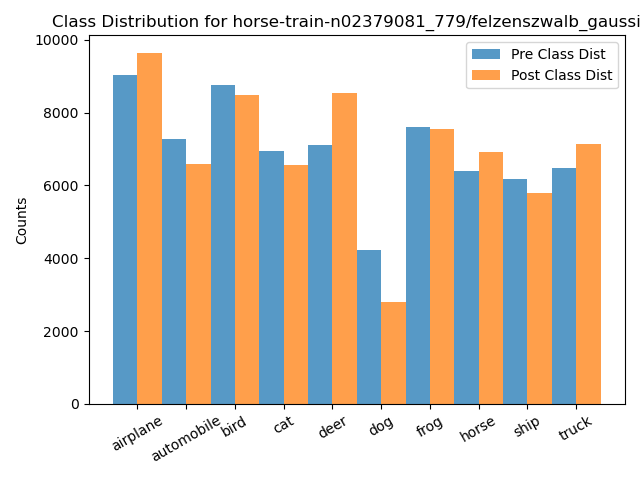 Class Distribution for horse-train-n02379081_779/felzenszwalb_gaussi
Pre Class Dist
Post Class Dist
Counts
10000
8000
6000
4000
2000
0
airplane
automobile
bird
cat
deer
dog
frog
horse
ship
truck